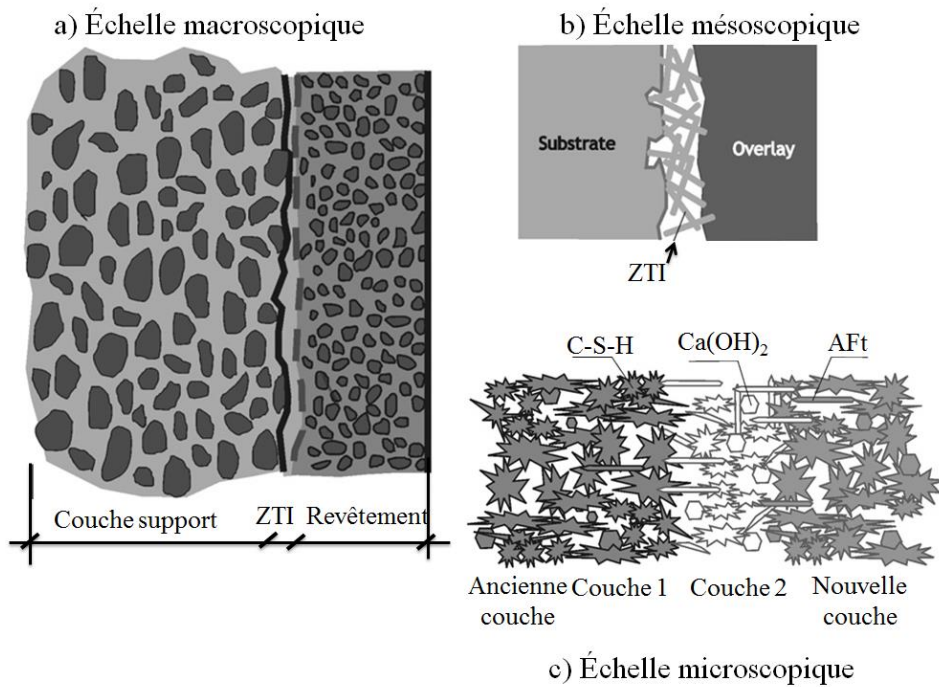 a) Échelle macroscopique
Couche support
ZTI
Revêtement
b) Échelle mésoscopique
Substrate
Overlay
ZTI
C-S-H
Ca(OH)₂
AFt
Ancienne
couche
Couche 1
Couche 2
Nouvelle
couche
c) Échelle microscopique